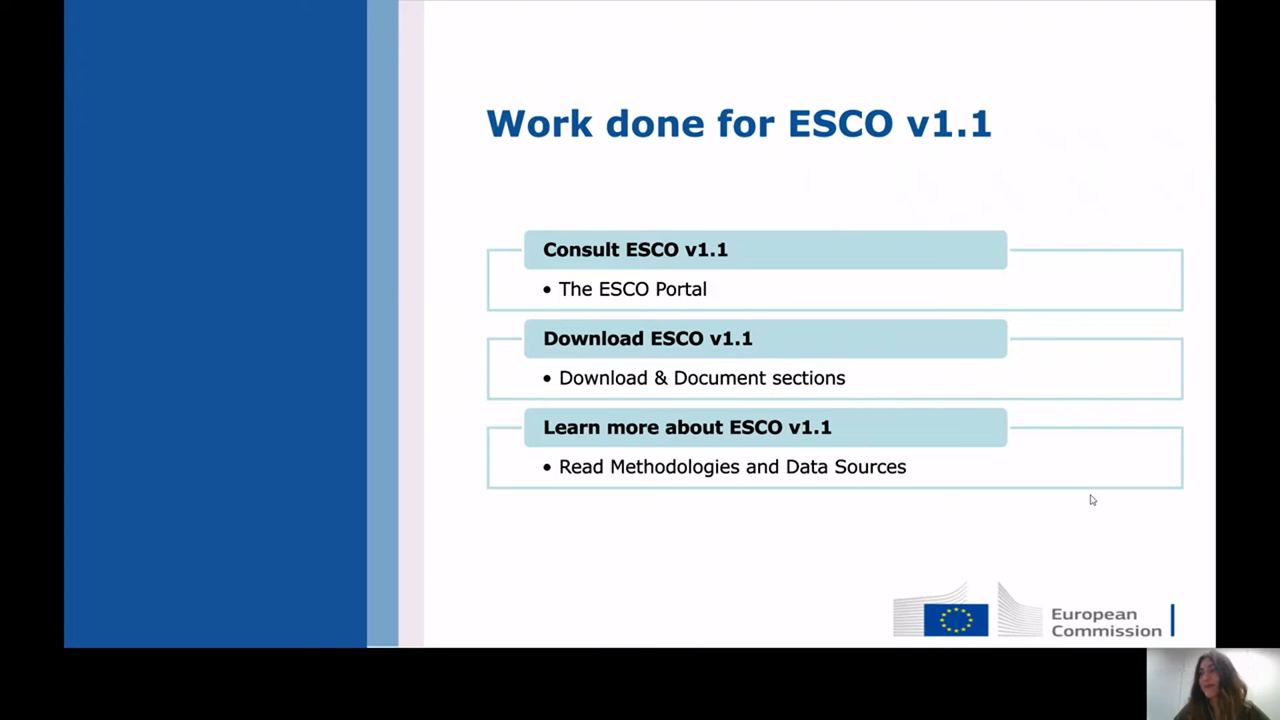 Work done for ESCO v1.1
Consult ESCO v1.1
• The ESCO Portal
Download ESCO v1.1
• Download & Document sections
Learn more about ESCO v1.1
• Read Methodologies and Data Sources
European
Commission